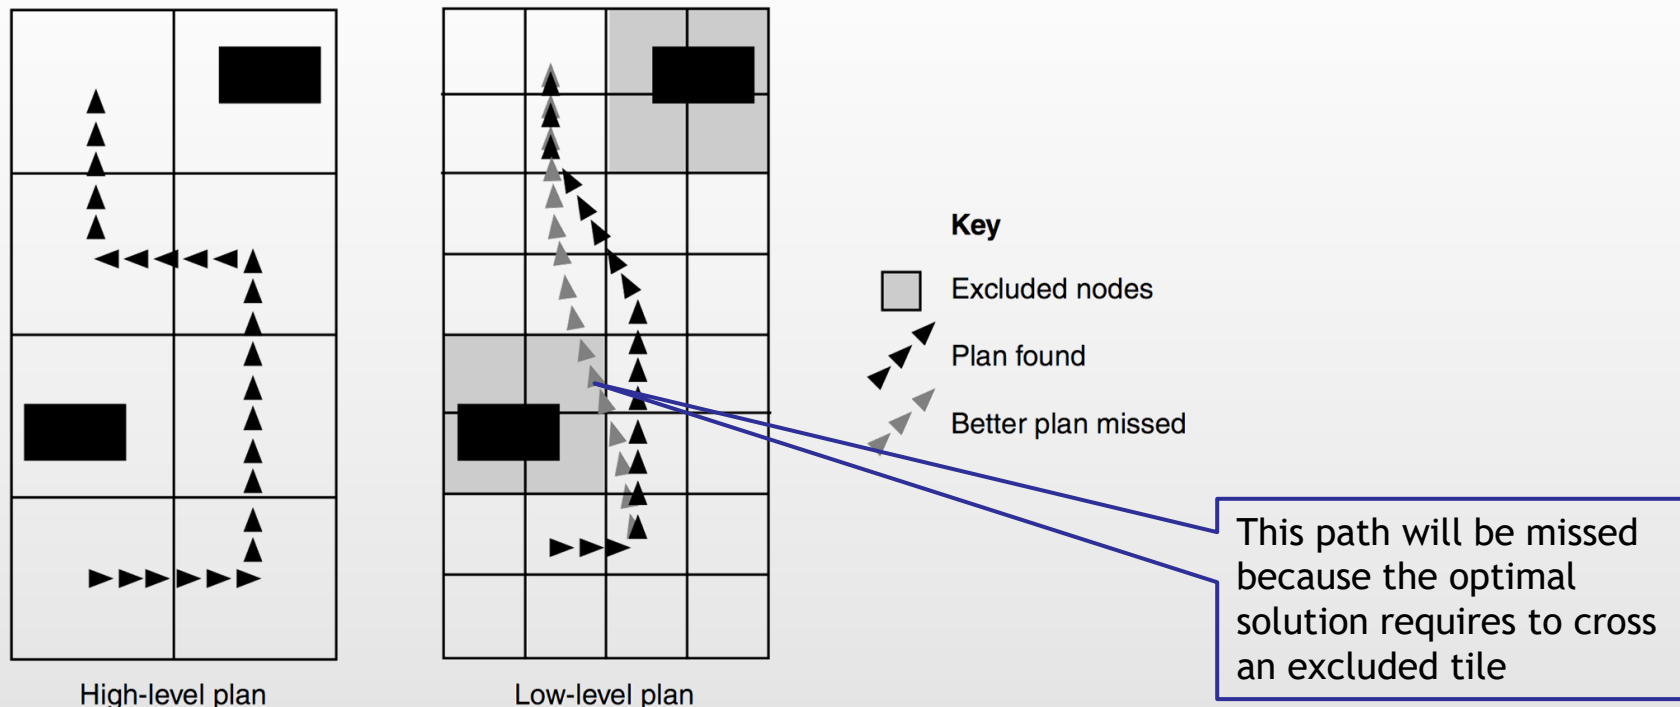 Key
Excluded nodes
Plan found
Better plan missed
This path will be missed
because the optimal
solution requires to cross
an excluded tile
High-level plan
Low-level plan